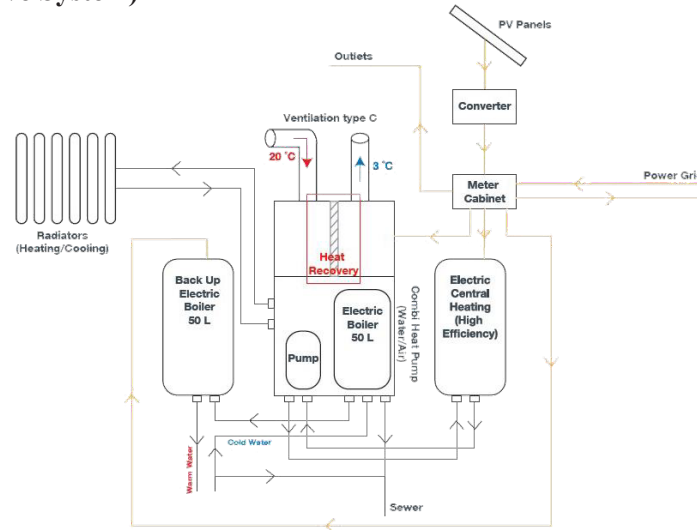 PV Panels
Outlets
Converter
Ventilation type C
20 °C
3 °C
Meter
Cabinet
Power Gri
Radiators
(Heating/Cooling)
Heat
Recovery
Back Up
Electric
Boiler
50 L
Electric
Boiler
50 L
Pump
Combi Heat Pump
(Water/Air)
Electric
Central
Heating
(High
Efficiency)
Cold Water
Warm Water
Sewer